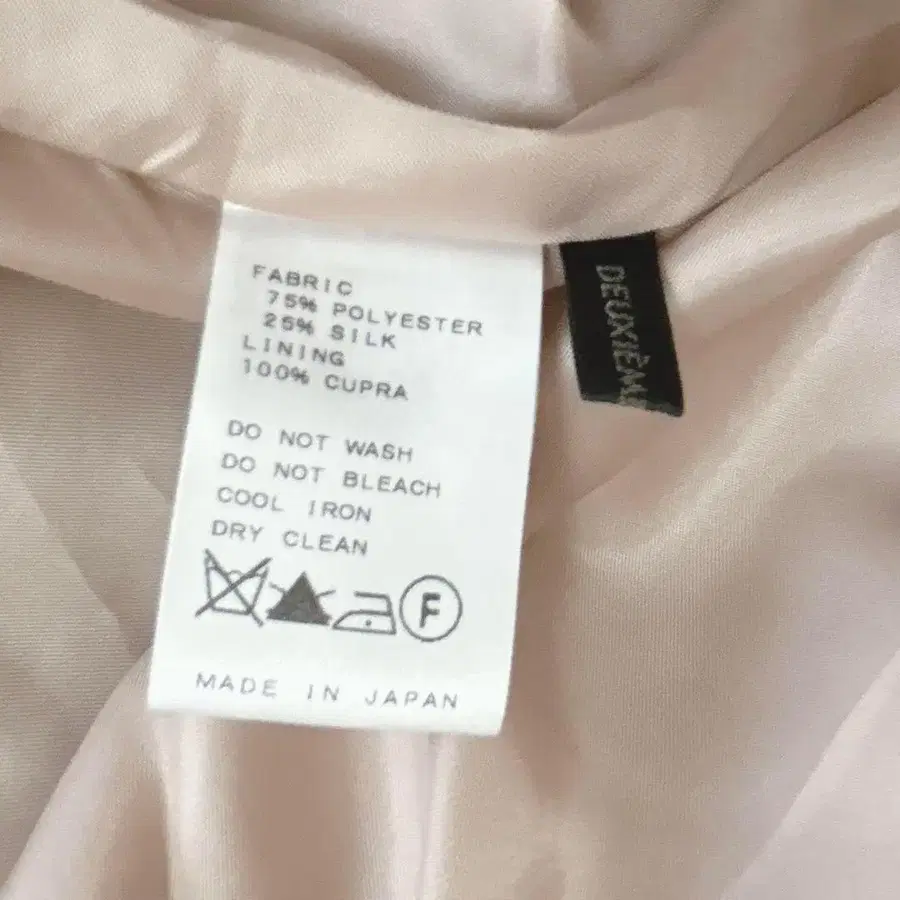 FABRIC
75% POLYESTER
25% SILK
LINING
100% CUPRA
DO NOT WASH
DO NOT BLEACH
COOL IRON
DRY CLEAN
F
MADE IN JAPAN
DEUXIÈM